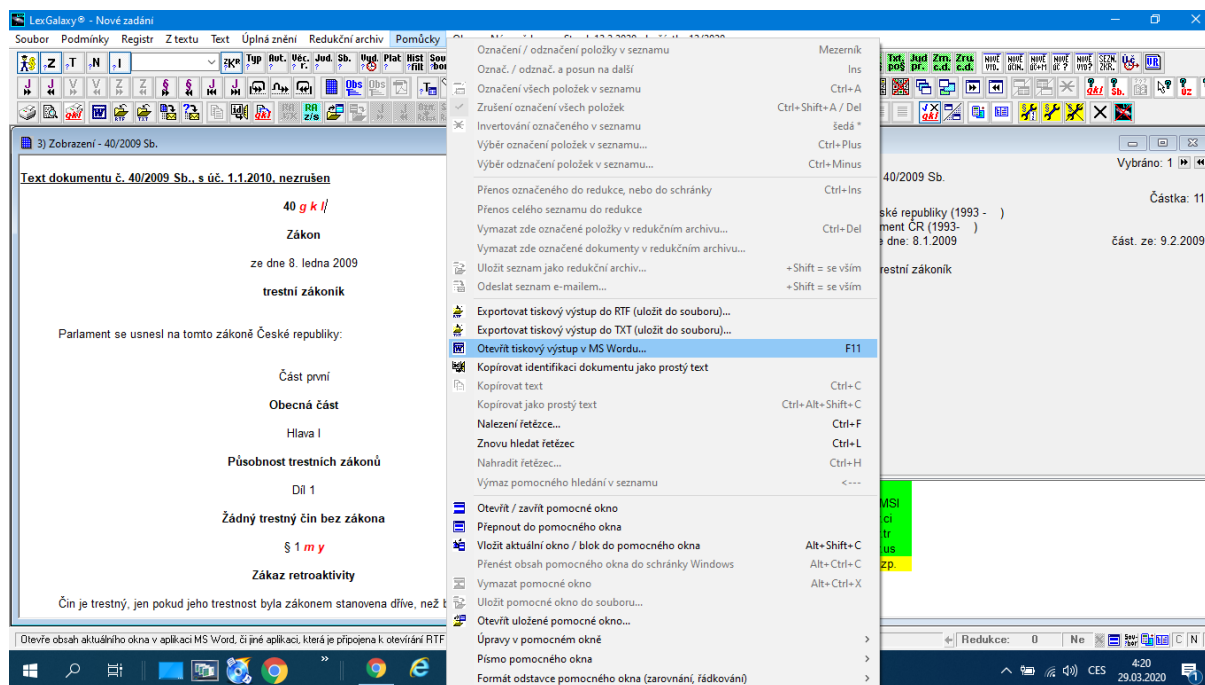 LexGalaxy® - Nové zadání
Soubor Podmínky Registr Z textu Text Úplná znění Redukční archiv Pomůcky
3) Zobrazení - 40/2009 Sb.
Text dokumentu č. 40/2009 Sb., s úč. 1.1.2010, nezrušen
40 g k l
Zákon
ze dne 8. ledna 2009
trestní zákoník
Parlament se usnesl na tomto zákoně České republiky:
Část první
Obecná část
Hlava I
Působnost trestních zákonů
Díl 1
Žádný trestný čin bez zákona
§ 1 m y
Zákaz retroaktivity
Čin je trestný, jen pokud jeho trestnost byla zákonem stanovena dříve, než
Označení / odznačení položky v seznamu Mezerník
Označ. / odznač. a posun na další Ins
Označení všech položek Ctrl+A
Zrušení označení všech položek Ctrl+Shift+A / Del
Invertování označeného v seznamu šedá *
Výběr označení položek v seznamu... Ctrl+Plus
Výběr odznačení položek v seznamu... Ctrl+Minus
Přenos označeného do redukce, nebo do schránky Ctrl+Ins
Přenos celého seznamu do redukce
Vymazat zde označené položky v redukčním archivu... Ctrl+Del
Vymazat zde označené dokumenty v redukčním archivu...
Uložit seznam jako redukční archiv... +Shift = se vším
Odeslat seznam e-mailem... +Shift = se vším
Exportovat tiskový výstup do RTF (uložit do souboru)...
Exportovat tiskový výstup do TXT (uložit do souboru)...
Otevřít tiskový výstup v MS Wordu... F11
Kopírovat identifikaci dokumentu jako prostý text
Kopírovat text Ctrl+C
Kopírovat jako prostý text Ctrl+Alt+Shift+C
Nalezení řetězce... Ctrl+F
Znovu hledat řetězec Ctrl+L
Nahradit řetězec... Ctrl+H
Výmaz pomocného hledání v seznamu <---
Otevřít / zavřít pomocné okno
Přepnout do pomocného okna
Vložit aktuální okno / blok do pomocného okna Alt+Shift+C
Přenést obsah pomocného okna do schránky Windows Alt+Ctrl+C
Vymazat pomocné okno Alt+Ctrl+X
Uložit pomocné okno do souboru...
Otevřít uložené pomocné okno...
Úpravy v pomocném okně >
Písmo pomocného okna >
Formát odstavce pomocného okna (zarovnání, řádkování) >
Vybráno: 1
40/2009 Sb.
Částka: 11
ské republiky (1993 - )
ment ČR (1993- )
dne: 8.1.2009 část. ze: 9.2.2009
restní zákoník
MSI
ci
tr
us
zp.
Otevře obsah aktuálního okna v aplikaci MS Word, či jiné aplikaci, která je připojena k otevírání RTF
Redukce: 0 Ne C N
CES 4:20
29.03.2020